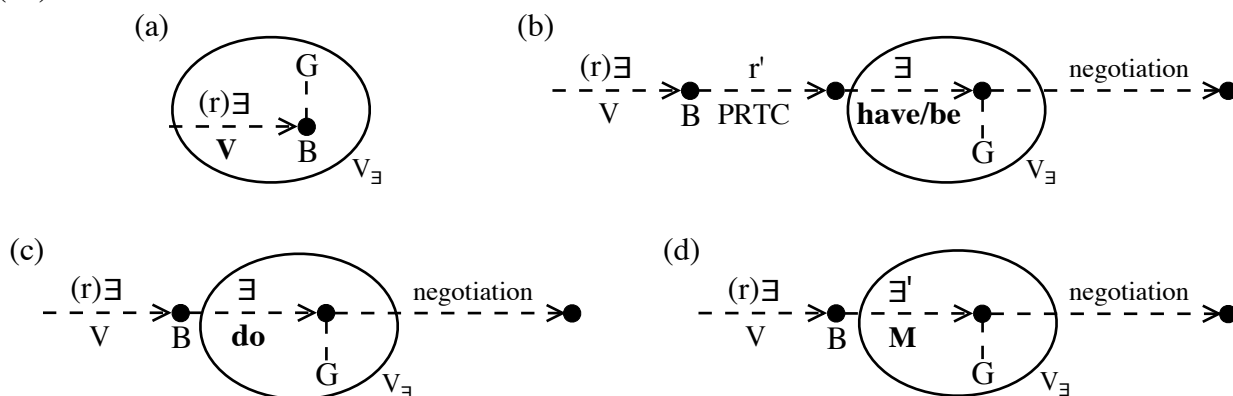 (a)
G
(r)∃
V
B
V∃
(b)
(r)∃ r' ∃ negotiation
V B PRTC have/be
G
V∃
(c)
(r)∃ ∃ negotiation
V B do
G
V∃
(d)
(r)∃ ∃' negotiation
V B M
G
V∃